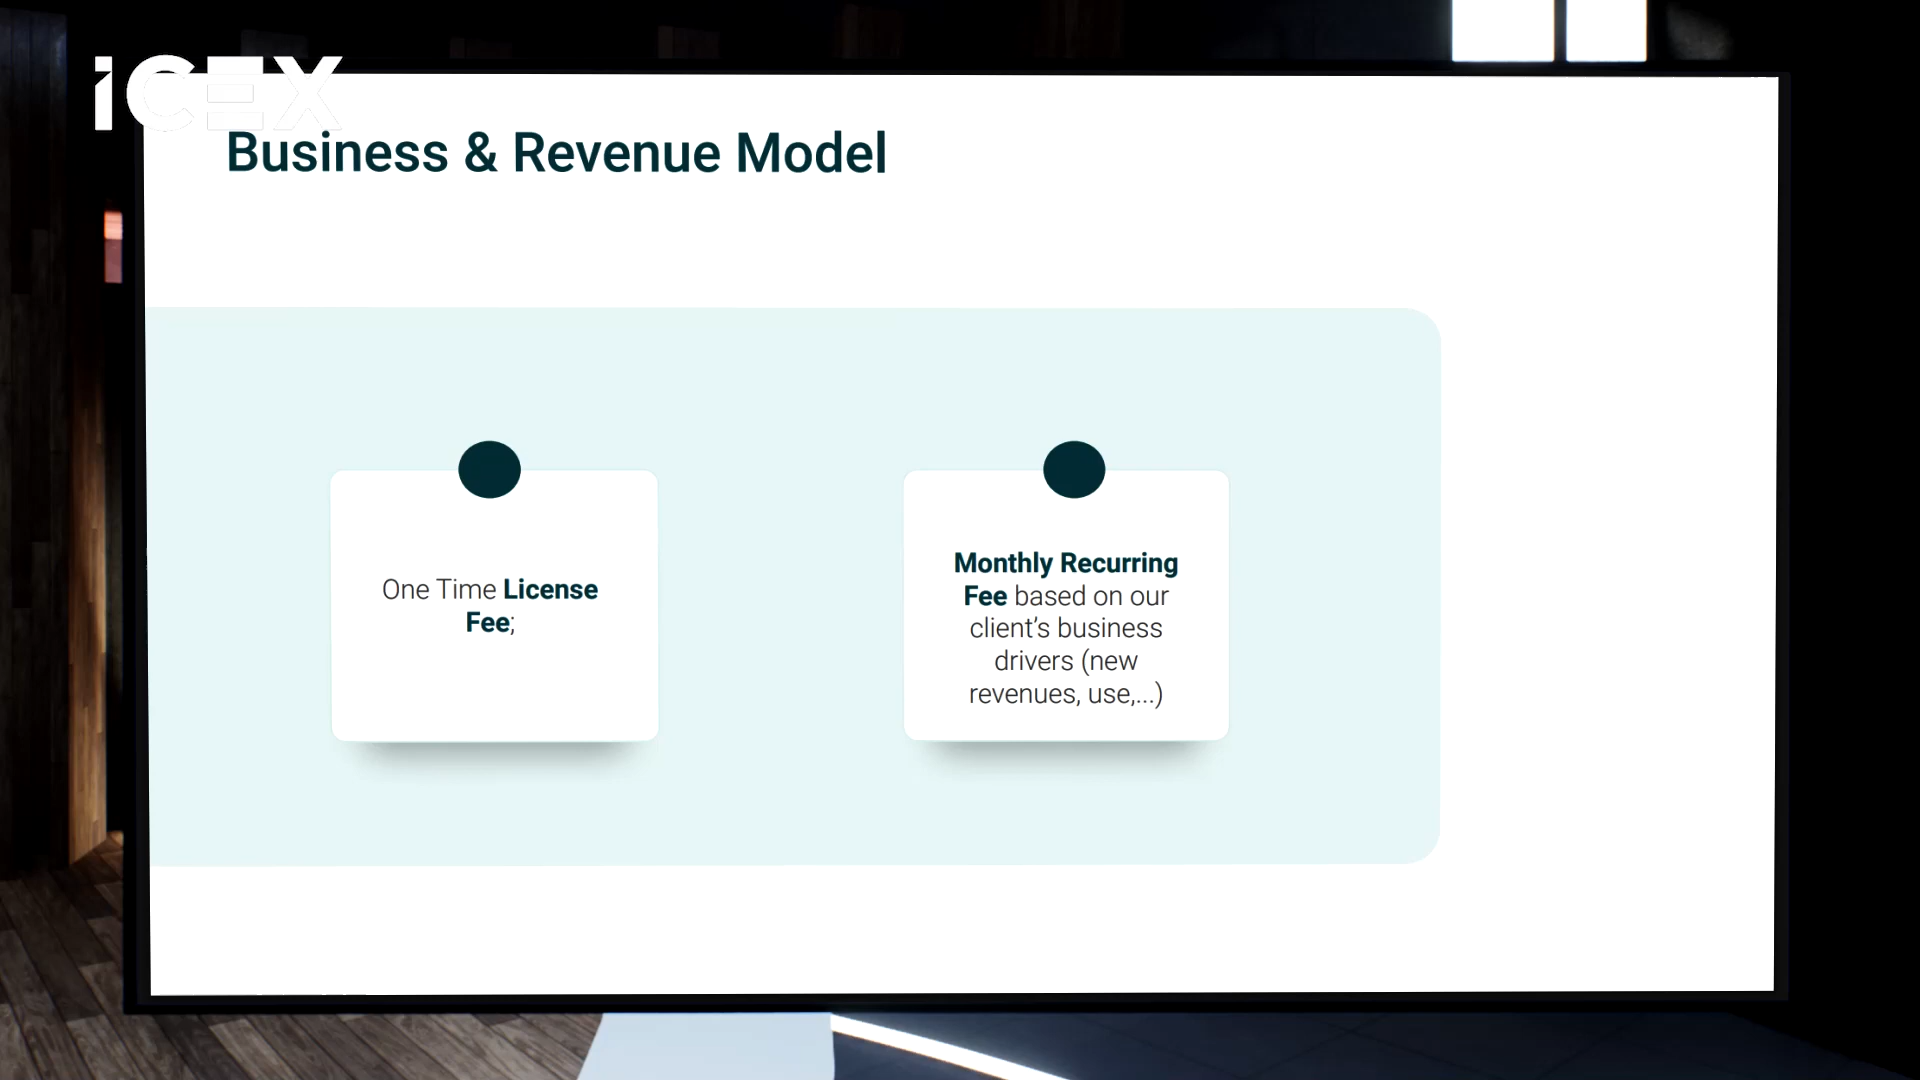 iCEX
Business & Revenue Model
One Time License
Fee;
Monthly Recurring
Fee based on our
client’s business
drivers (new
revenues, use,...)